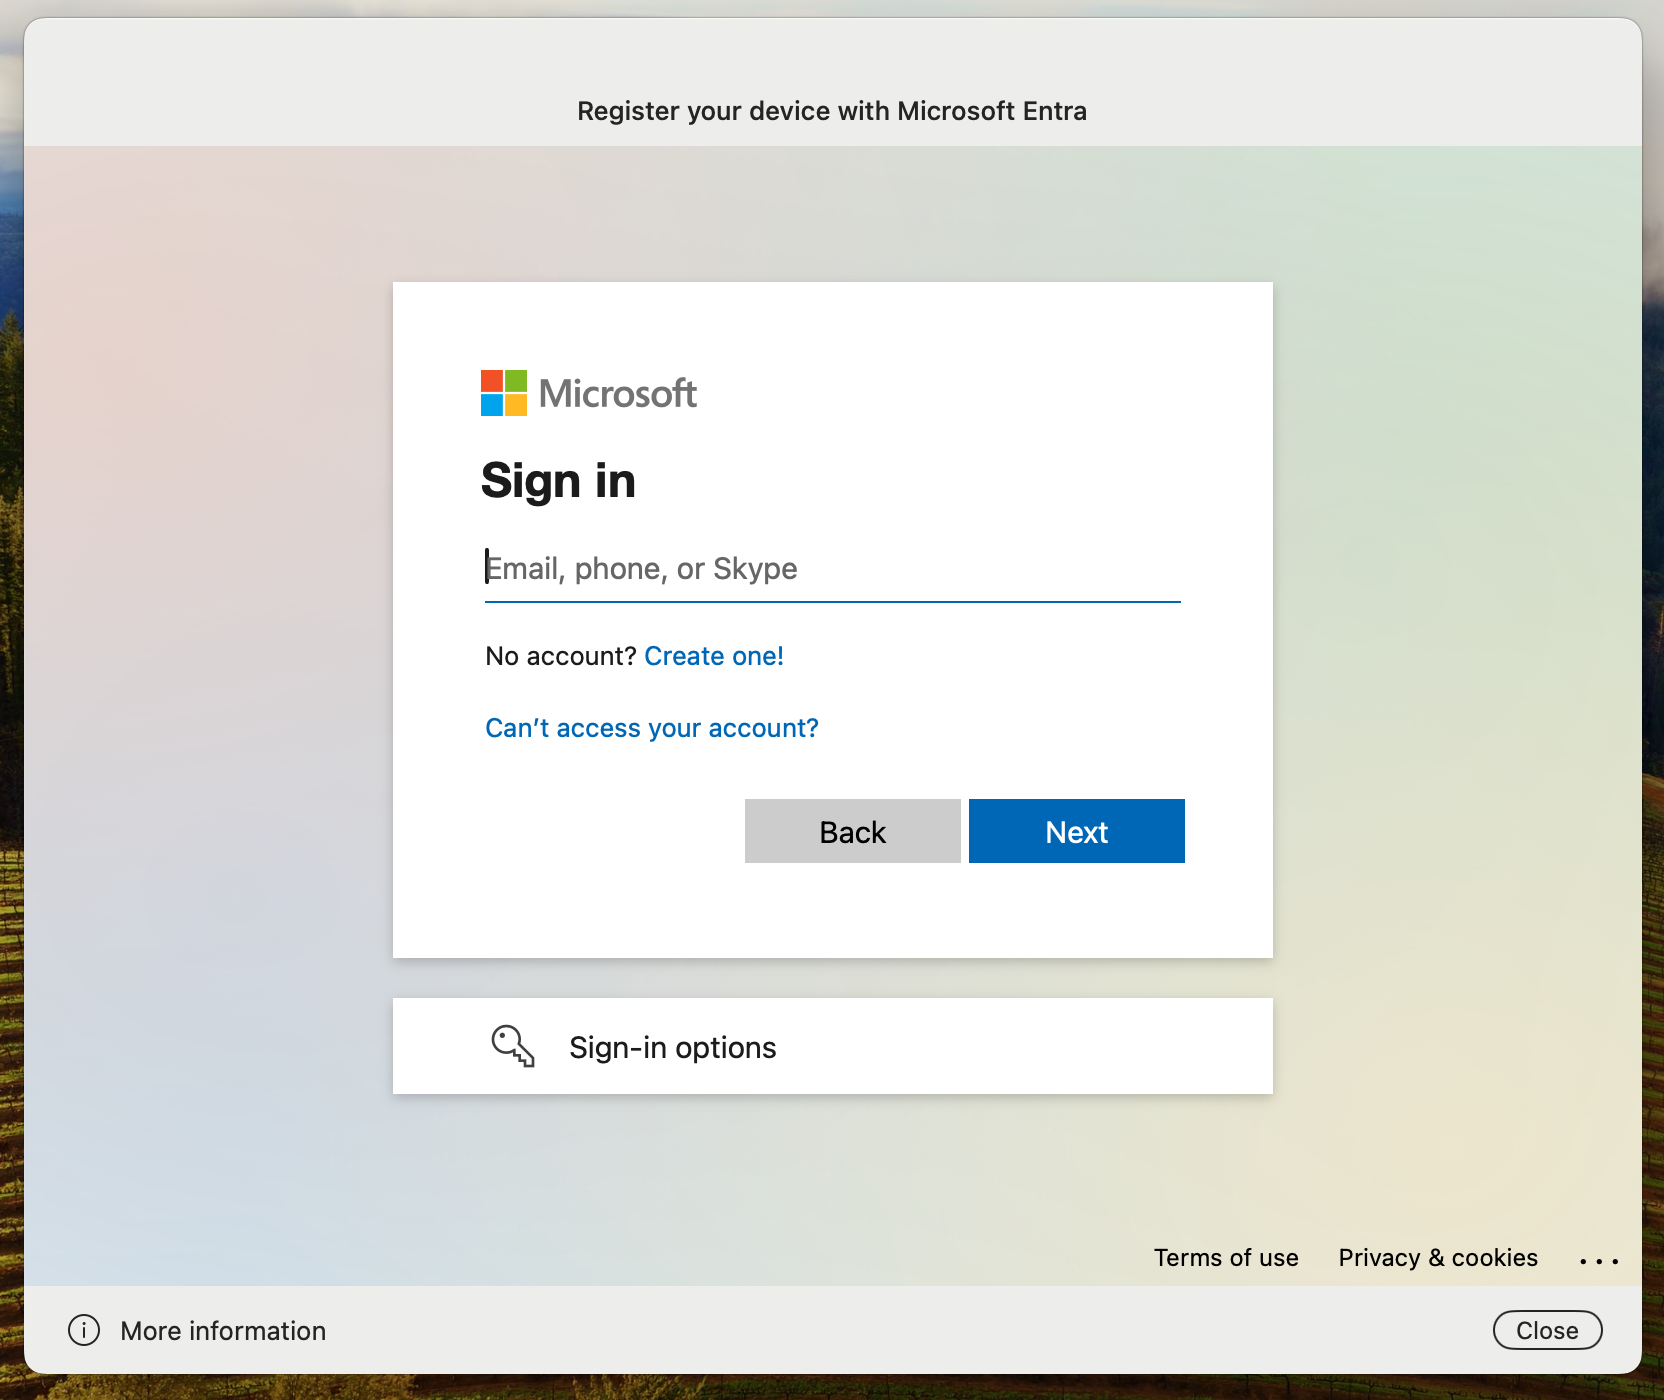 Register your device with Microsoft Entra
Microsoft
Sign in
Email, phone, or Skype
No account? Create one!
Can't access your account?
Back
Next
Sign-in options
Terms of use
Privacy & cookies
...
More information
Close